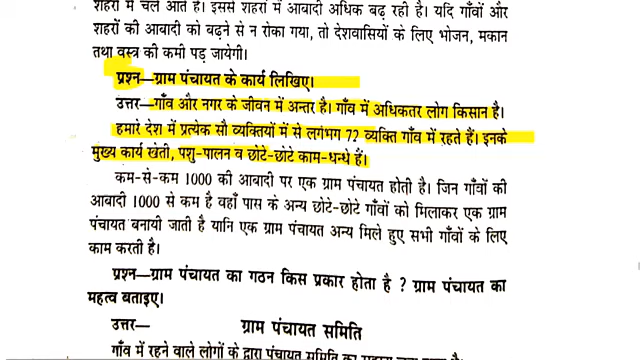 शहरों में चले आते हैं। इससे शहरों में आबादी अधिक बढ़ रही है। यदि गाँवों और
शहरों की आबादी को बढ़ने से न रोका गया, तो देशवासियों के लिए भोजन, मकान
तथा वस्त्र की कमी पड़ जायेगी।
प्रश्न—ग्राम पंचायत के कार्य लिखिए।
उत्तर—गाँव और नगर के जीवन में अन्तर है। गाँव में अधिकतर लोग किसान है।
हमारे देश में प्रत्येक सौ व्यक्तियों में से लगभग 72 व्यक्ति गाँव में रहते हैं। इनके
मुख्य कार्य खेती, पशु-पालन व छोटे-छोटे काम-धन्धे हैं।
कम-से-कम 1000 की आबादी पर एक ग्राम पंचायत होती है। जिन गाँवों की
आबादी 1000 से कम है वहाँ पास के अन्य छोटे-छोटे गाँवों को मिलाकर एक ग्राम
पंचायत बनायी जाती है यानि एक ग्राम पंचायत अन्य मिले हुए सभी गाँवों के लिए
काम करती है।
प्रश्न—ग्राम पंचायत का गठन किस प्रकार होता है ? ग्राम पंचायत का
महत्व बताइए।
उत्तर— ग्राम पंचायत समिति
गाँव में रहने वाले लोगों के द्वारा पंचायत समिति का